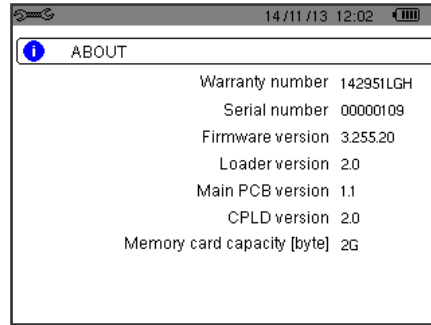 14/11/13 12:02
ABOUT
Warranty number 142951LGH
Serial number 00000109
Firmware version 3.255.20
Loader version 2.0
Main PCB version 1.1
CPLD version 2.0
Memory card capacity [byte] 2G